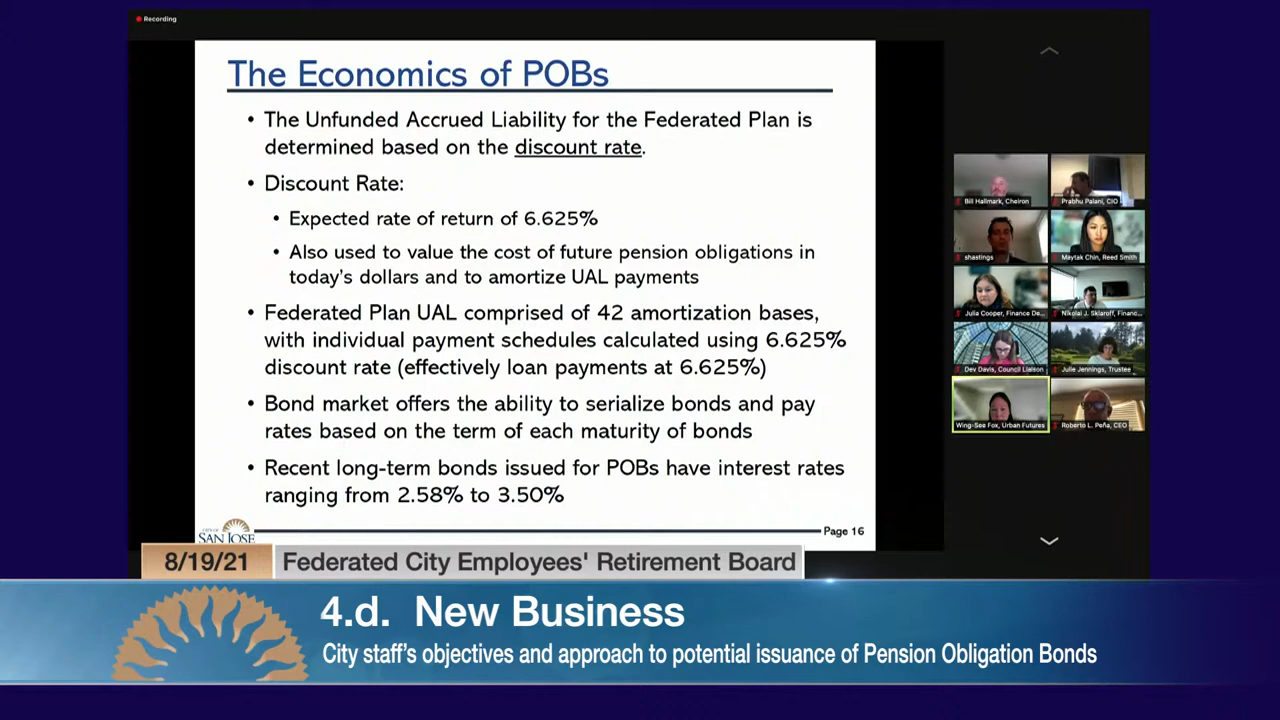 Recording
The Economics of POBs
• The Unfunded Accrued Liability for the Federated Plan is
determined based on the discount rate.
• Discount Rate:
• Expected rate of return of 6.625%
• Also used to value the cost of future pension obligations in
today's dollars and to amortize UAL payments
• Federated Plan UAL comprised of 42 amortization bases,
with individual payment schedules calculated using 6.625%
discount rate (effectively loan payments at 6.625%)
• Bond market offers the ability to serialize bonds and pay
rates based on the term of each maturity of bonds
• Recent long-term bonds issued for POBs have interest rates
ranging from 2.58% to 3.50%
CITY OF
SAN JOSE
Page 16
Bill Hallmark, Cheiron
Prabhu Palani, CIO
shastings
Maytak Chin, Reed Smith
Julia Cooper, Finance De...
Nikolai J. Sklaroff, Financ...
Dev Davis, Council Liaison
Julie Jennings, Trustee
Wing-See Fox, Urban Futures
Roberto L. Peña, CEO
8/19/21
Federated City Employees' Retirement Board
4.d. New Business
City staff's objectives and approach to potential issuance of Pension Obligation Bonds